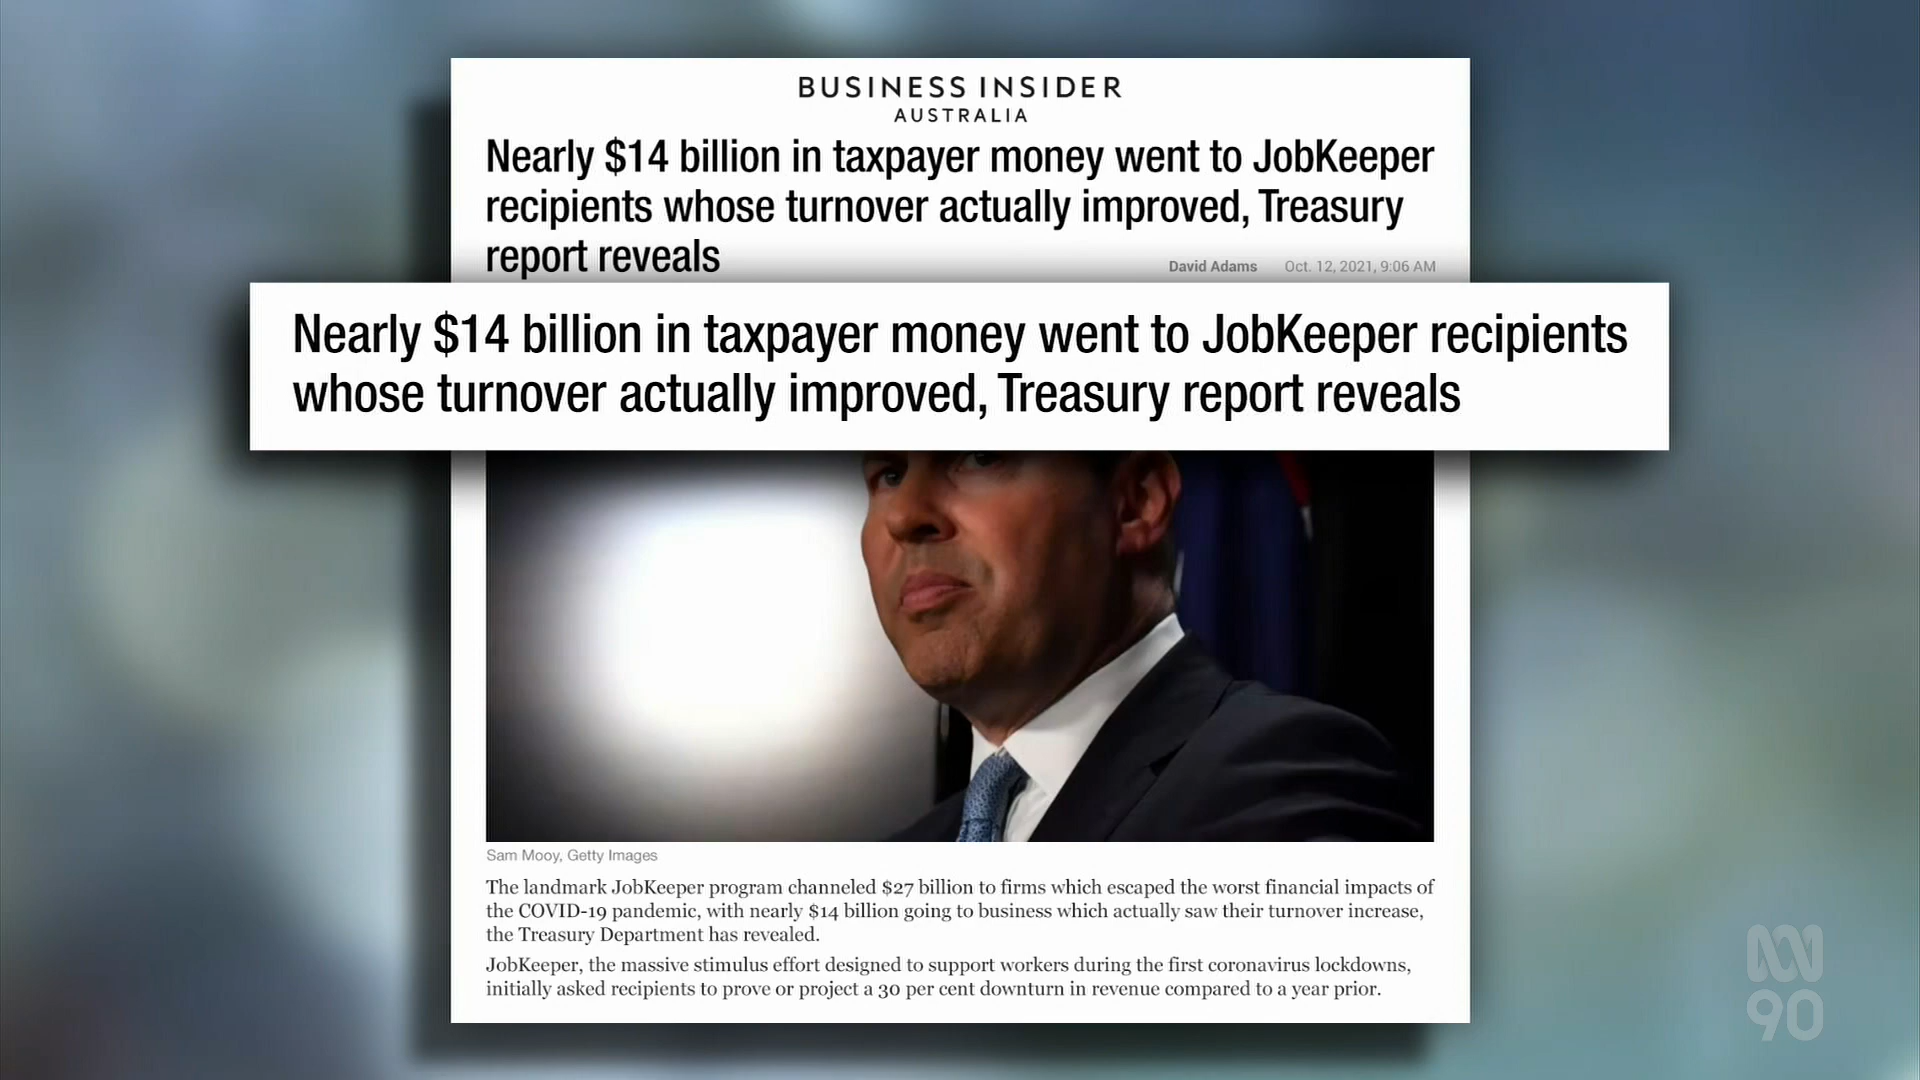 BUSINESS INSIDER
AUSTRALIA
Nearly $14 billion in taxpayer money went to JobKeeper
recipients whose turnover actually improved, Treasury
report reveals
David Adams Oct. 12, 2021, 9:06 AM
Nearly $14 billion in taxpayer money went to JobKeeper recipients
whose turnover actually improved, Treasury report reveals
Sam Mooy, Getty Images
The landmark JobKeeper program channeled $27 billion to firms which escaped the worst financial impacts of
the COVID-19 pandemic, with nearly $14 billion going to business which actually saw their turnover increase,
the Treasury Department has revealed.
JobKeeper, the massive stimulus effort designed to support workers during the first coronavirus lockdowns,
initially asked recipients to prove or project a 30 per cent downturn in revenue compared to a year prior.
90